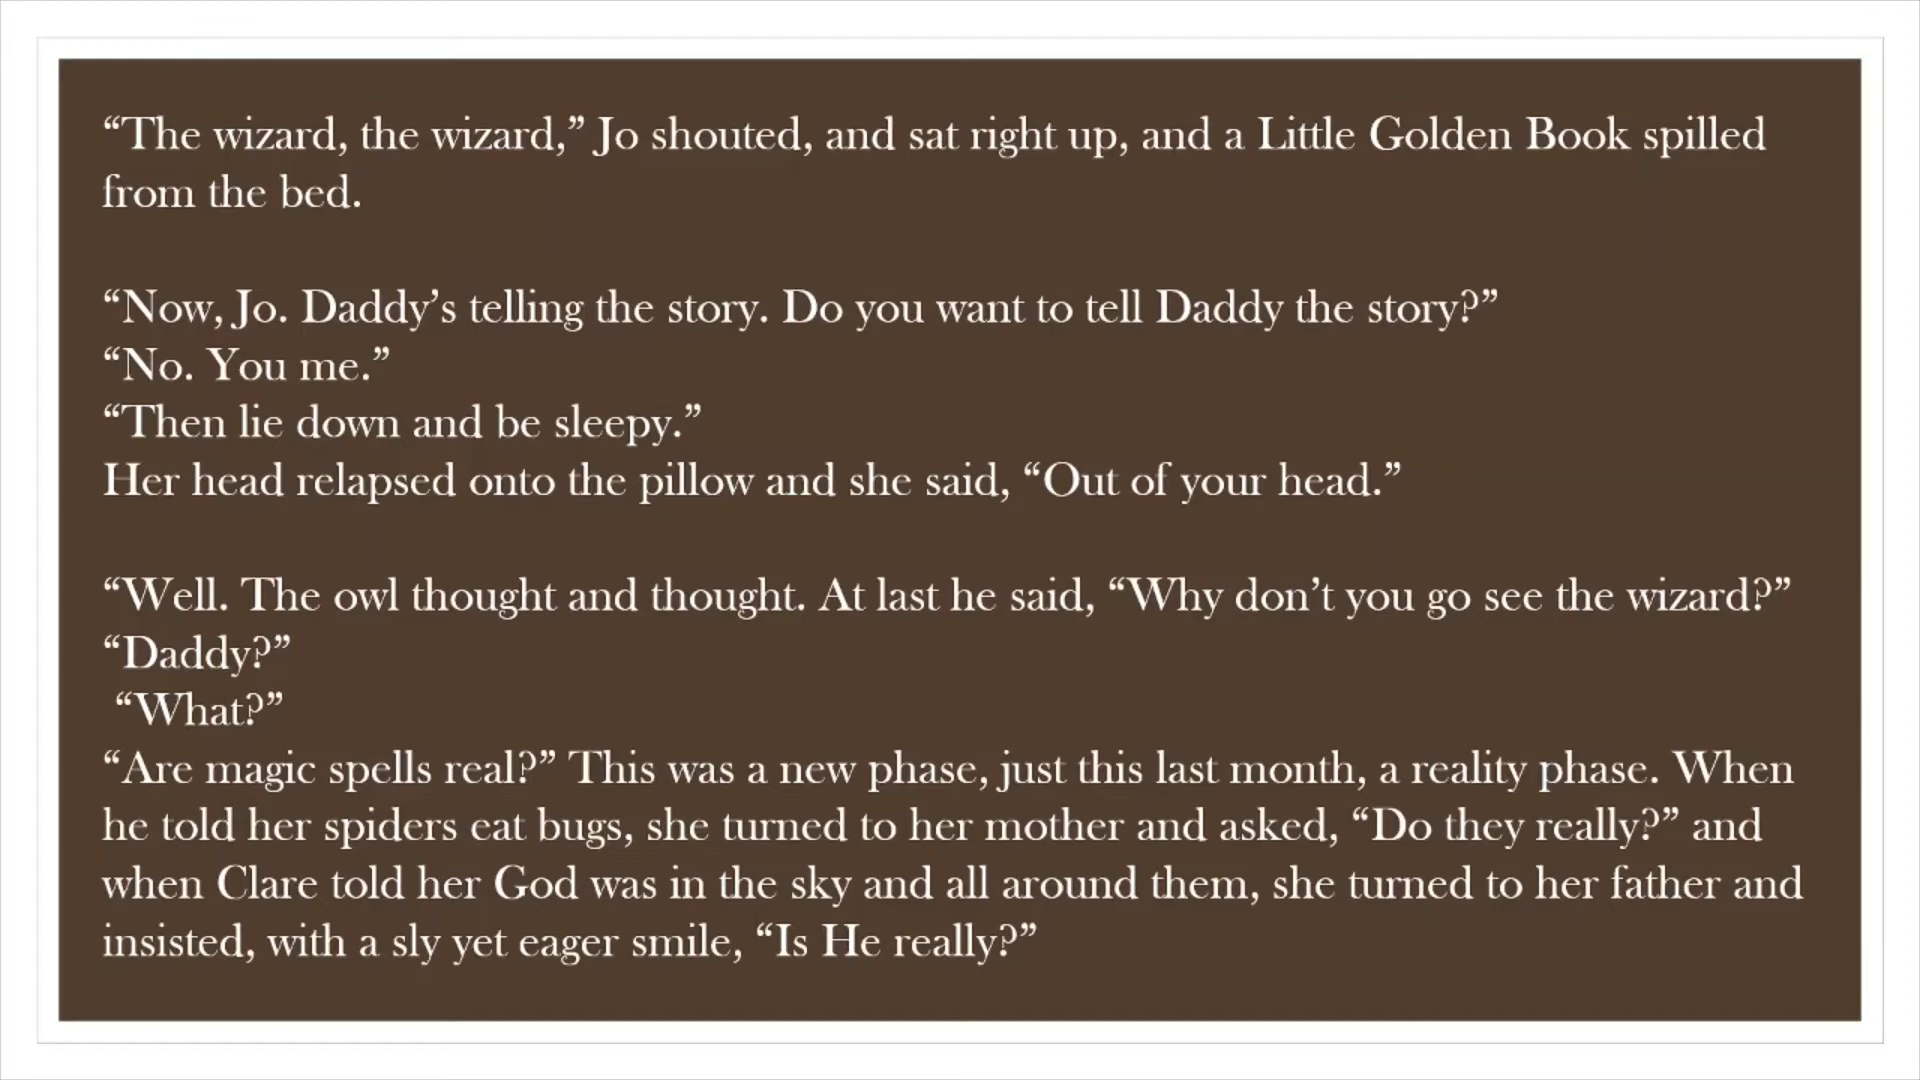 “The wizard, the wizard,” Jo shouted, and sat right up, and a Little Golden Book spilled
from the bed.
“Now, Jo. Daddy’s telling the story. Do you want to tell Daddy the story?”
“No. You me.”
“Then lie down and be sleepy.”
Her head relapsed onto the pillow and she said, “Out of your head.”
“Well. The owl thought and thought. At last he said, “Why don’t you go see the wizard?”
“Daddy?”
“What?”
“Are magic spells real?” This was a new phase, just this last month, a reality phase. When
he told her spiders eat bugs, she turned to her mother and asked, “Do they really?” and
when Clare told her God was in the sky and all around them, she turned to her father and
insisted, with a sly yet eager smile, “Is He really?”